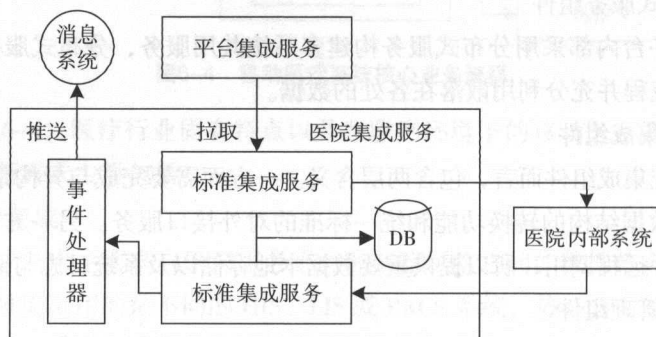 消息
系统
平台集成服务
推送
拉取
医院集成服务
标准集成服务
事件处理器
DB
医院内部系统
标准集成服务